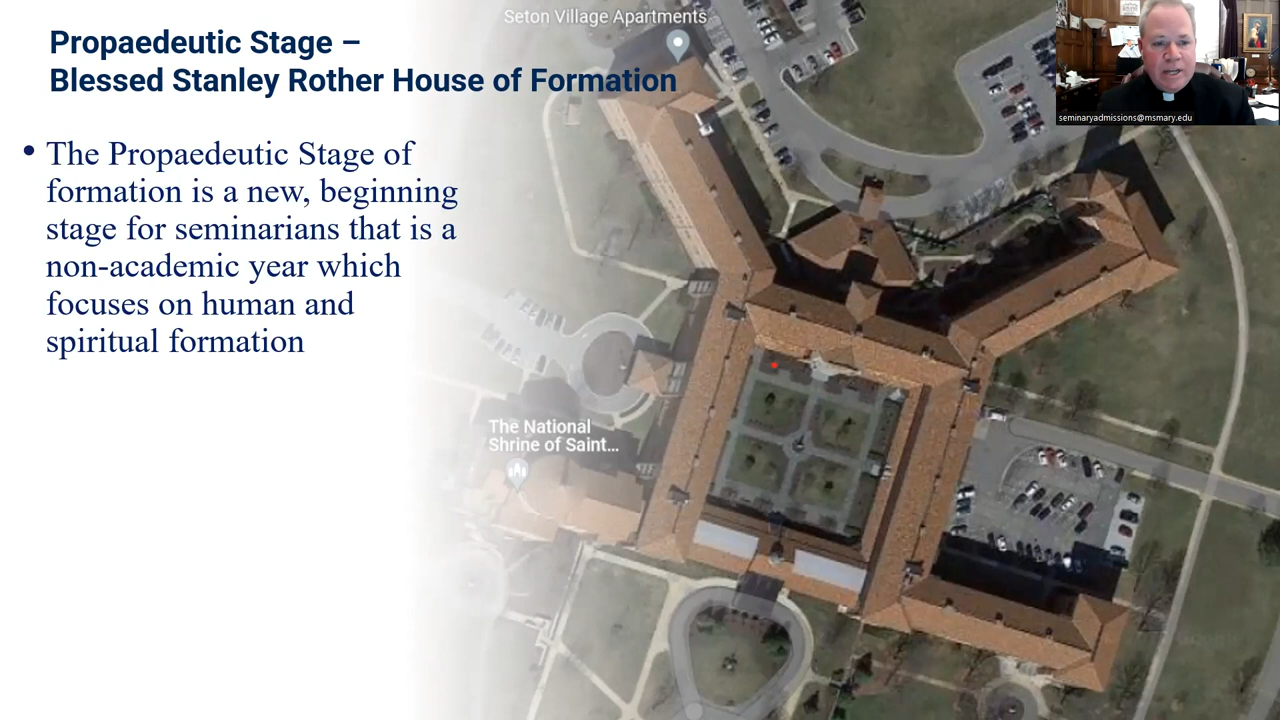 Seton Village Apartments
Propaedeutic Stage –
Blessed Stanley Rother House of Formation
seminaryadmissions@msmary.edu
• The Propaedeutic Stage of
formation is a new, beginning
stage for seminarians that is a
non-academic year which
focuses on human and
spiritual formation
The National
Shrine of Saint...